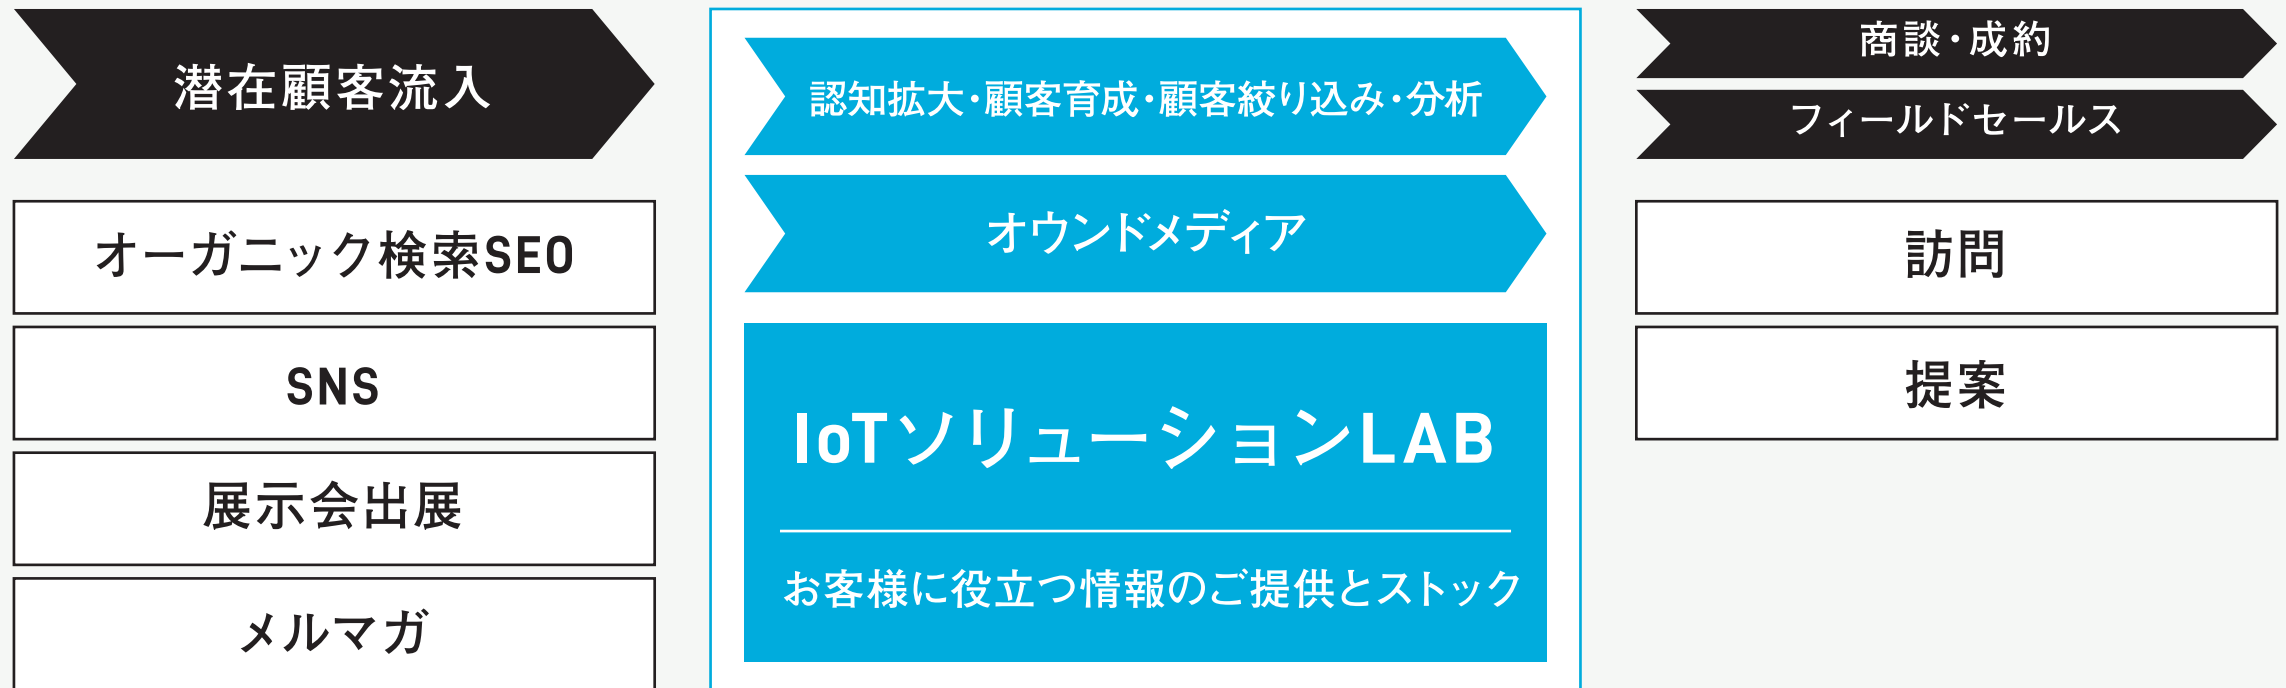 潜在顧客流入
オーガニック検索SEO
SNS
展示会出展
メルマガ
認知拡大・顧客育成・顧客絞り込み・分析
オウンドメディア
IoTソリューションLAB
お客様に役立つ情報のご提供とストック
商談・成約
フィールドセールス
訪問
提案